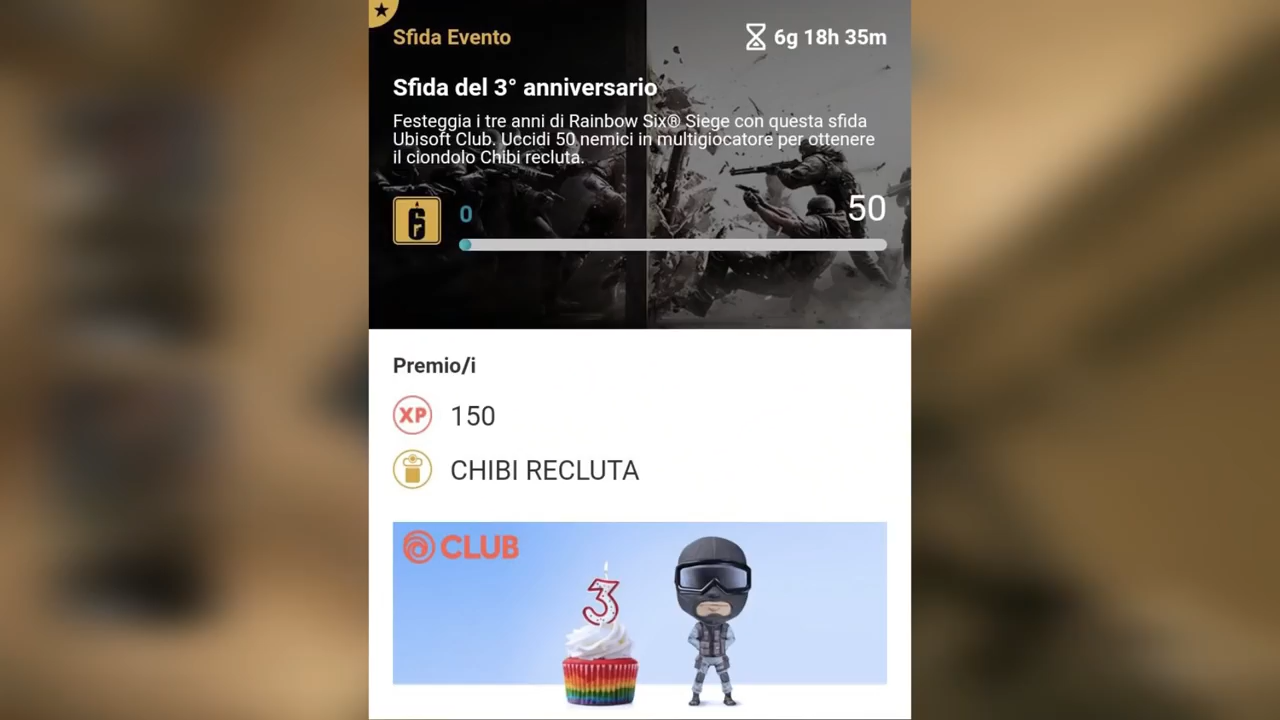 Sfida Evento
6g 18h 35m
Sfida del 3° anniversario
Festeggia i tre anni di Rainbow Six® Siege con questa sfida
Ubisoft Club. Uccidi 50 nemici in multigiocatore per ottenere
il ciondolo Chibi recluta.
6
0
50
Premio/i
XP 150
CHIBI RECLUTA
CLUB
3